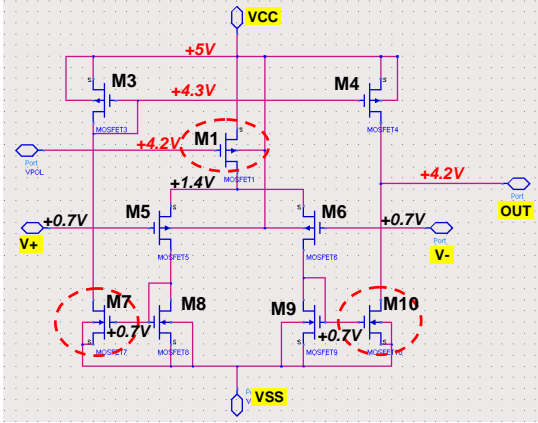 VCC
+5V
s
s
M3
M4
+4.3V
MOSFET3
MOSFET4
s
M1
+4.2V
Port
VPOL
MOSFET1
+1.4V
+4.2V
s
s
M5
M6
+0.7V
+0.7V
Port
OUT
V+
MOSFET5
MOSFET6
Port
V-
M7
M8
M9
M10
+0.7V
+0.7V
s
s
s
s
MOSFET7
MOSFET8
MOSFET9
VSS